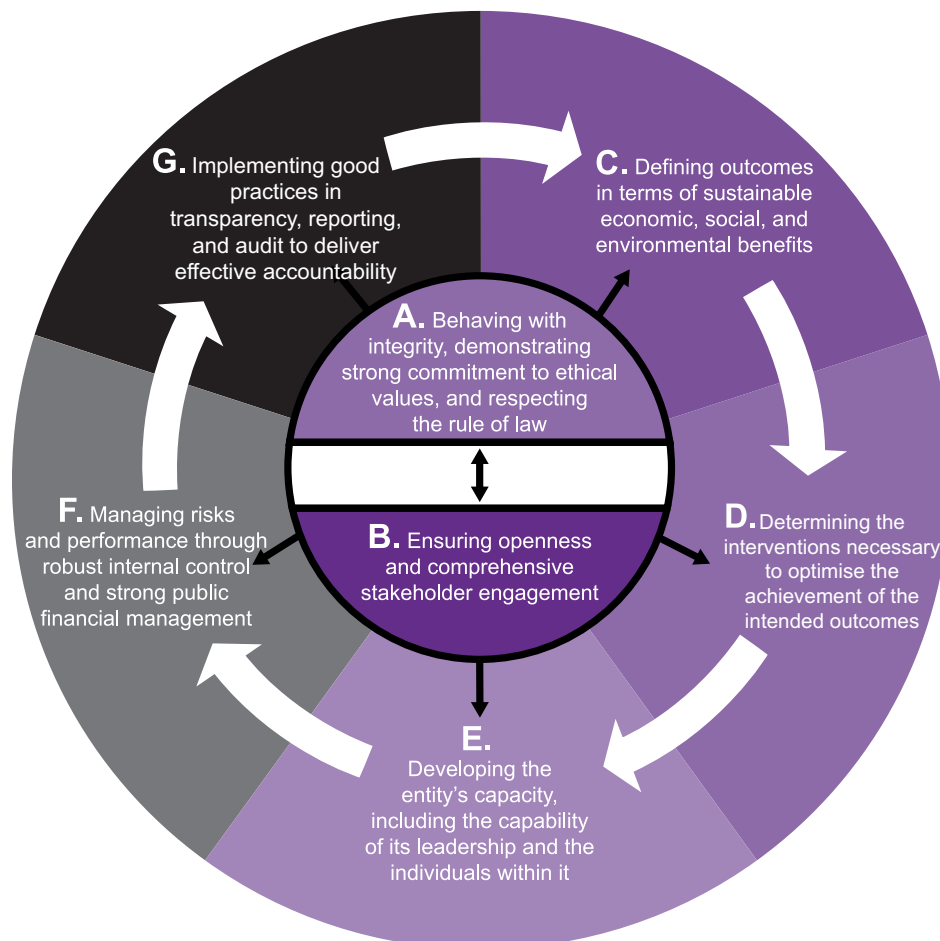 A. Behaving with
integrity, demonstrating
strong commitment to ethical
values, and respecting
the rule of law
B. Ensuring openness
and comprehensive
stakeholder engagement
C. Defining outcomes
in terms of sustainable
economic, social, and
environmental benefits
D. Determining the
interventions necessary
to optimise the
achievement of the
intended outcomes
E.
Developing the
entity’s capacity,
including the capability
of its leadership and the
individuals within it
F. Managing risks
and performance through
robust internal control
and strong public
financial management
G. Implementing good
practices in
transparency, reporting,
and audit to deliver
effective accountability